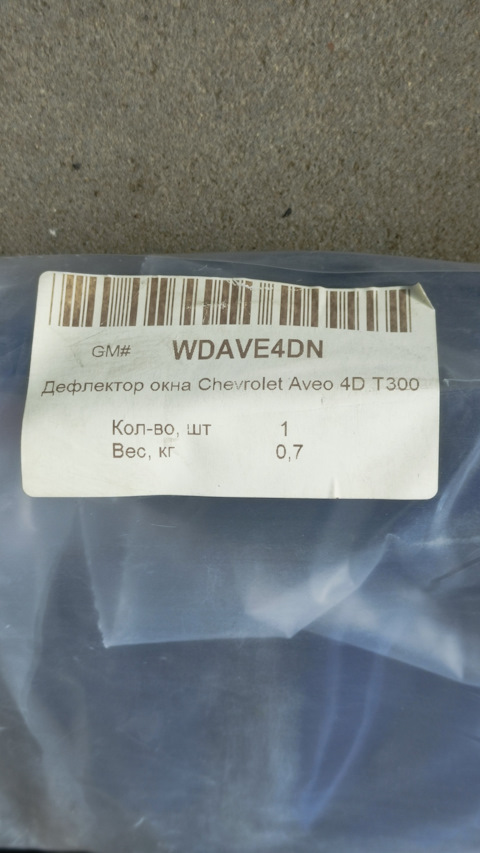 GM# WDAVE4DN
Дефлектор окна Chevrolet Aveo 4D T300
Кол-во, шт 1
Вес, кг 0,7